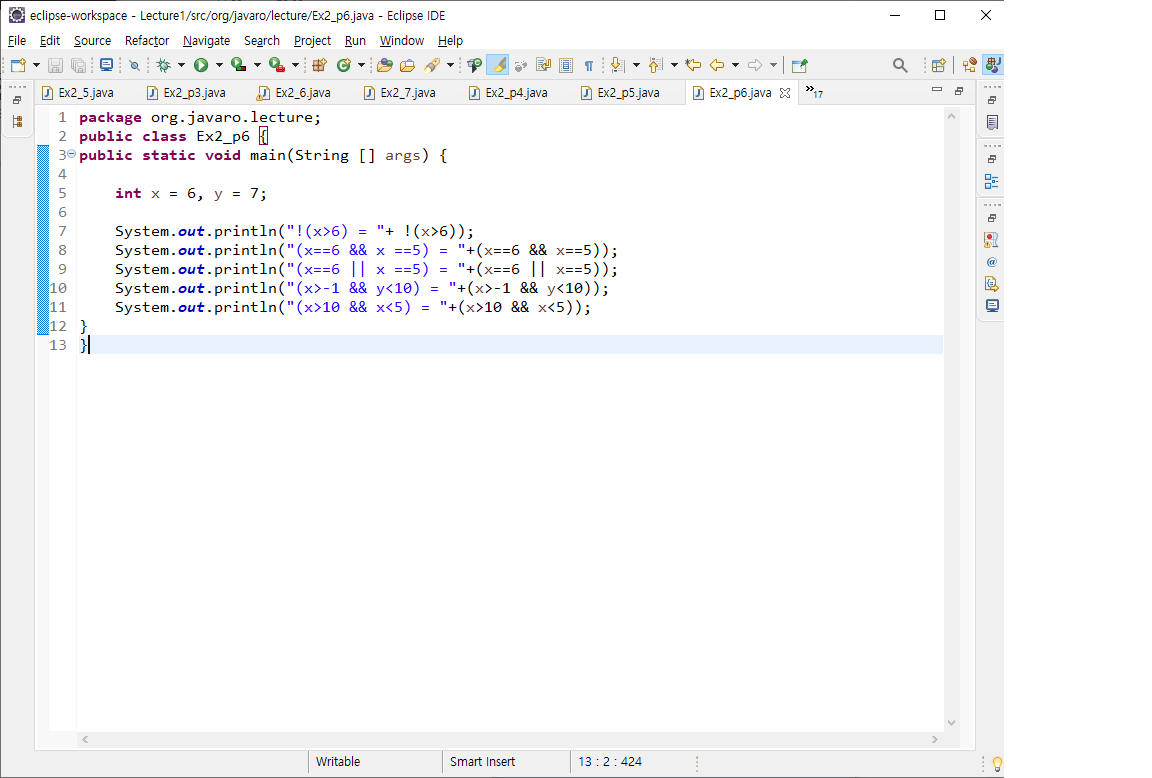 eclipse-workspace - Lecture1/src/org/javaro/lecture/Ex2_p6.java - Eclipse IDE
File Edit Source Refactor Navigate Search Project Run Window Help
Ex2_5.java Ex2_p3.java Ex2_6.java Ex2_7.java Ex2_p4.java Ex2_p5.java Ex2_p6.java »17
1 package org.javaro.lecture;
2 public class Ex2_p6 {
3 public static void main(String [] args) {
4
5 int x = 6, y = 7;
6
7 System.out.println("!(x>6) = "+ !(x>6));
8 System.out.println("(x==6 && x ==5) = "+(x==6 && x==5));
9 System.out.println("(x==6 || x ==5) = "+(x==6 || x==5));
10 System.out.println("(x>-1 && y<10) = "+(x>-1 && y<10));
11 System.out.println("(x>10 && x<5) = "+(x>10 && x<5));
12 }
13 }
Writable Smart Insert 13 : 2 : 424